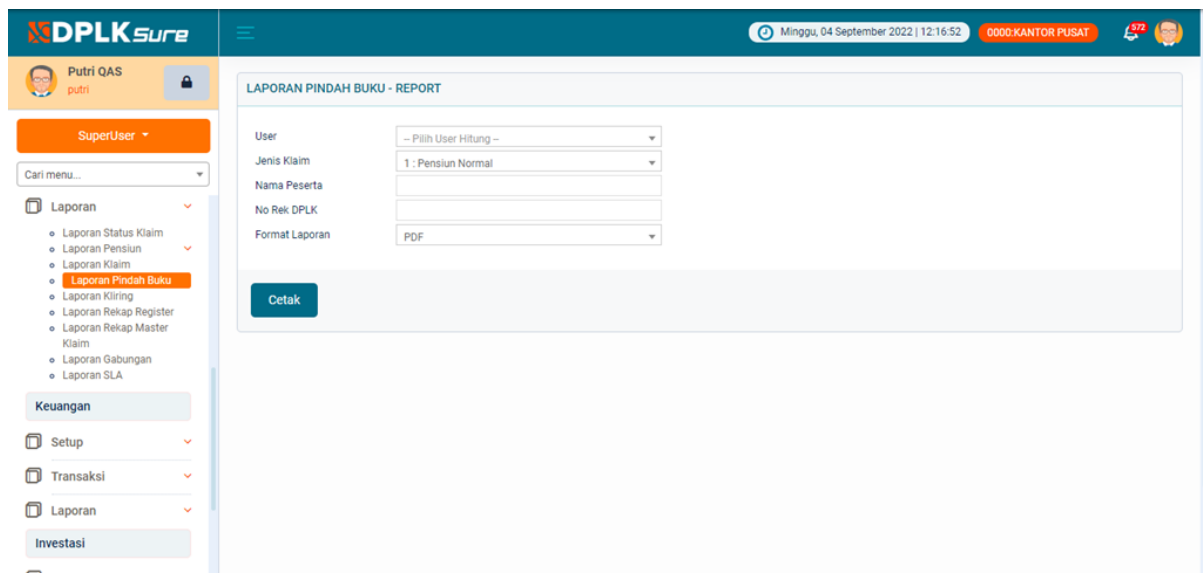 DPLKSure
Minggu, 04 September 2022 | 12:16:52
0000:KANTOR PUSAT
572
Putri QAS
putri
SuperUser
Cari menu...
Laporan
Laporan Status Klaim
Laporan Pensiun
Laporan Klaim
Laporan Pindah Buku
Laporan Kliring
Laporan Rekap Register
Laporan Rekap Master
Klaim
Laporan Gabungan
Laporan SLA
Keuangan
Setup
Transaksi
Laporan
Investasi
LAPORAN PINDAH BUKU - REPORT
User
-- Pilih User Hitung --
Jenis Klaim
1 : Pensiun Normal
Nama Peserta
No Rek DPLK
Format Laporan
PDF
Cetak